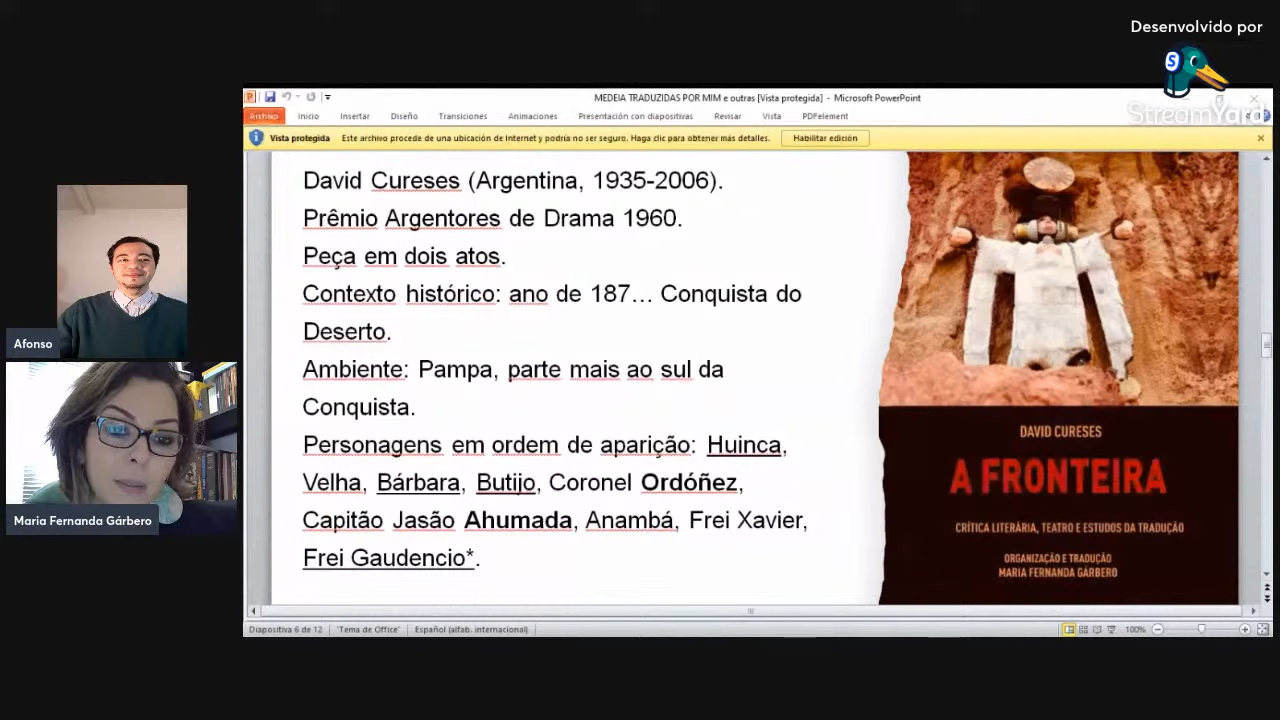 Desenvolvido por
StreamYard
MEDEIA TRADUZIDAS POR MIM e outras [Vista protegida] - Microsoft PowerPoint
Archivo Inicio Insertar Diseño Transiciones Animaciones Presentación con diapositivas Revisar Vista PDFelement
Vista protegida Este archivo procede de una ubicación de Internet y podría no ser seguro. Haga clic para obtener más detalles. Habilitar edición
David Cureses (Argentina, 1935-2006).
Prêmio Argentores de Drama 1960.
Peça em dois atos.
Contexto histórico: ano de 187... Conquista do
Deserto.
Ambiente: Pampa, parte mais ao sul da
Conquista.
Personagens em ordem de aparição: Huinca,
Velha, Bárbara, Butijo, Coronel Ordóñez,
Capitão Jasão Ahumada, Anambá, Frei Xavier,
Frei Gaudencio*.
DAVID CURESES
A FRONTEIRA
CRÍTICA LITERÁRIA, TEATRO E ESTUDOS DA TRADUÇÃO
ORGANIZAÇÃO E TRADUÇÃO
MARIA FERNANDA GÁRBERO
Afonso
Maria Fernanda Gárbero
Diapositiva 6 de 12 "Tema de Office" Español (alfab. internacional) 100%